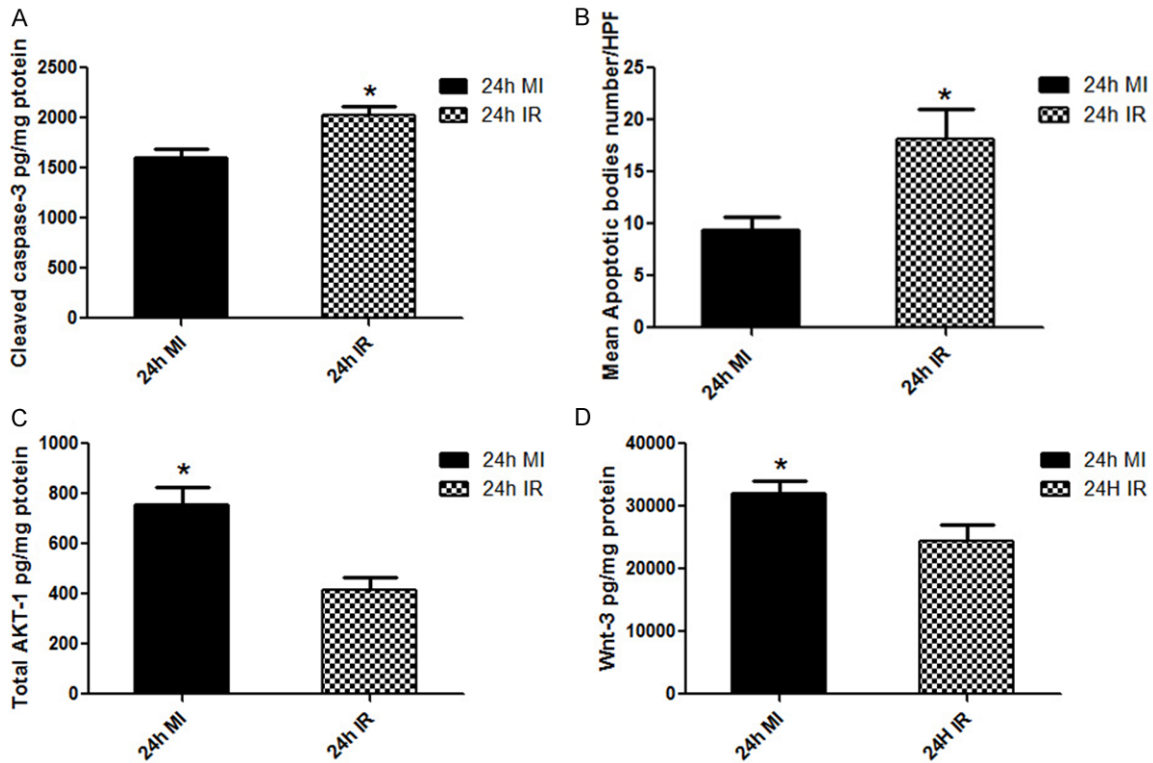 A
Cleaved caspase-3 pg/mg ptotein
2500
2000
1500
1000
500
0
*
24h MI
24h IR
24h MI
24h IR
B
Mean Apoptotic bodies number/HPF
25
20
15
10
5
0
*
24h MI
24h IR
24h MI
24h IR
C
Total AKT-1 pg/mg ptotein
1000
800
600
400
200
0
*
24h MI
24h IR
24h MI
24h IR
D
Wnt-3 pg/mg protein
40000
30000
20000
10000
0
*
24h MI
24H IR
24h MI
24H IR